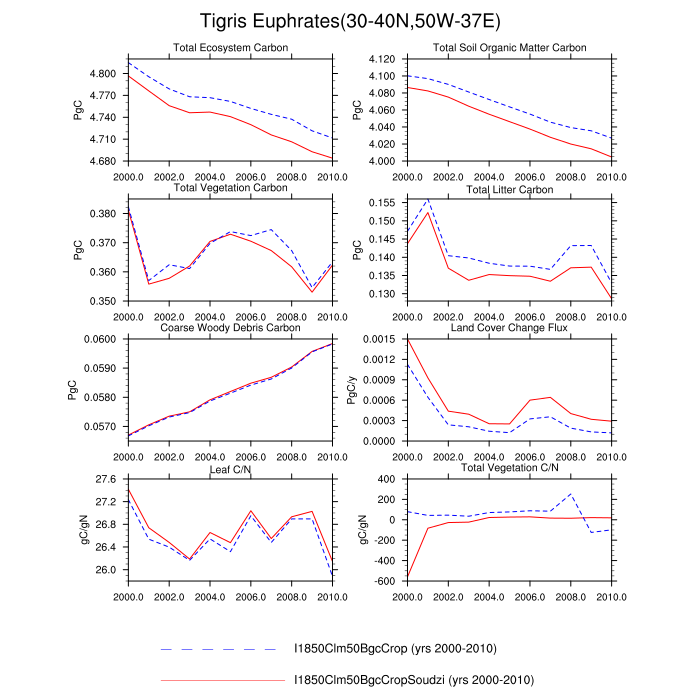 Tigris Euphrates(30-40N,50W-37E)
Total Ecosystem Carbon
PgC
4.800
4.770
4.740
4.710
4.680
2000.0 2002.0 2004.0 2006.0 2008.0 2010.0
Total Soil Organic Matter Carbon
PgC
4.120
4.100
4.080
4.060
4.040
4.020
4.000
2000.0 2002.0 2004.0 2006.0 2008.0 2010.0
Total Vegetation Carbon
PgC
0.380
0.370
0.360
0.350
2000.0 2002.0 2004.0 2006.0 2008.0 2010.0
Total Litter Carbon
PgC
0.155
0.150
0.145
0.140
0.135
0.130
2000.0 2002.0 2004.0 2006.0 2008.0 2010.0
Coarse Woody Debris Carbon
PgC
0.0600
0.0590
0.0580
0.0570
2000.0 2002.0 2004.0 2006.0 2008.0 2010.0
Land Cover Change Flux
PgC/y
0.0015
0.0012
0.0009
0.0006
0.0003
0.0000
2000.0 2002.0 2004.0 2006.0 2008.0 2010.0
Leaf C/N
gC/gN
27.6
27.2
26.8
26.4
26.0
2000.0 2002.0 2004.0 2006.0 2008.0 2010.0
Total Vegetation C/N
gC/gN
400
200
0
-200
-400
-600
2000.0 2002.0 2004.0 2006.0 2008.0 2010.0
I1850Clm50BgcCrop (yrs 2000-2010)
I1850Clm50BgcCropSoudzi (yrs 2000-2010)